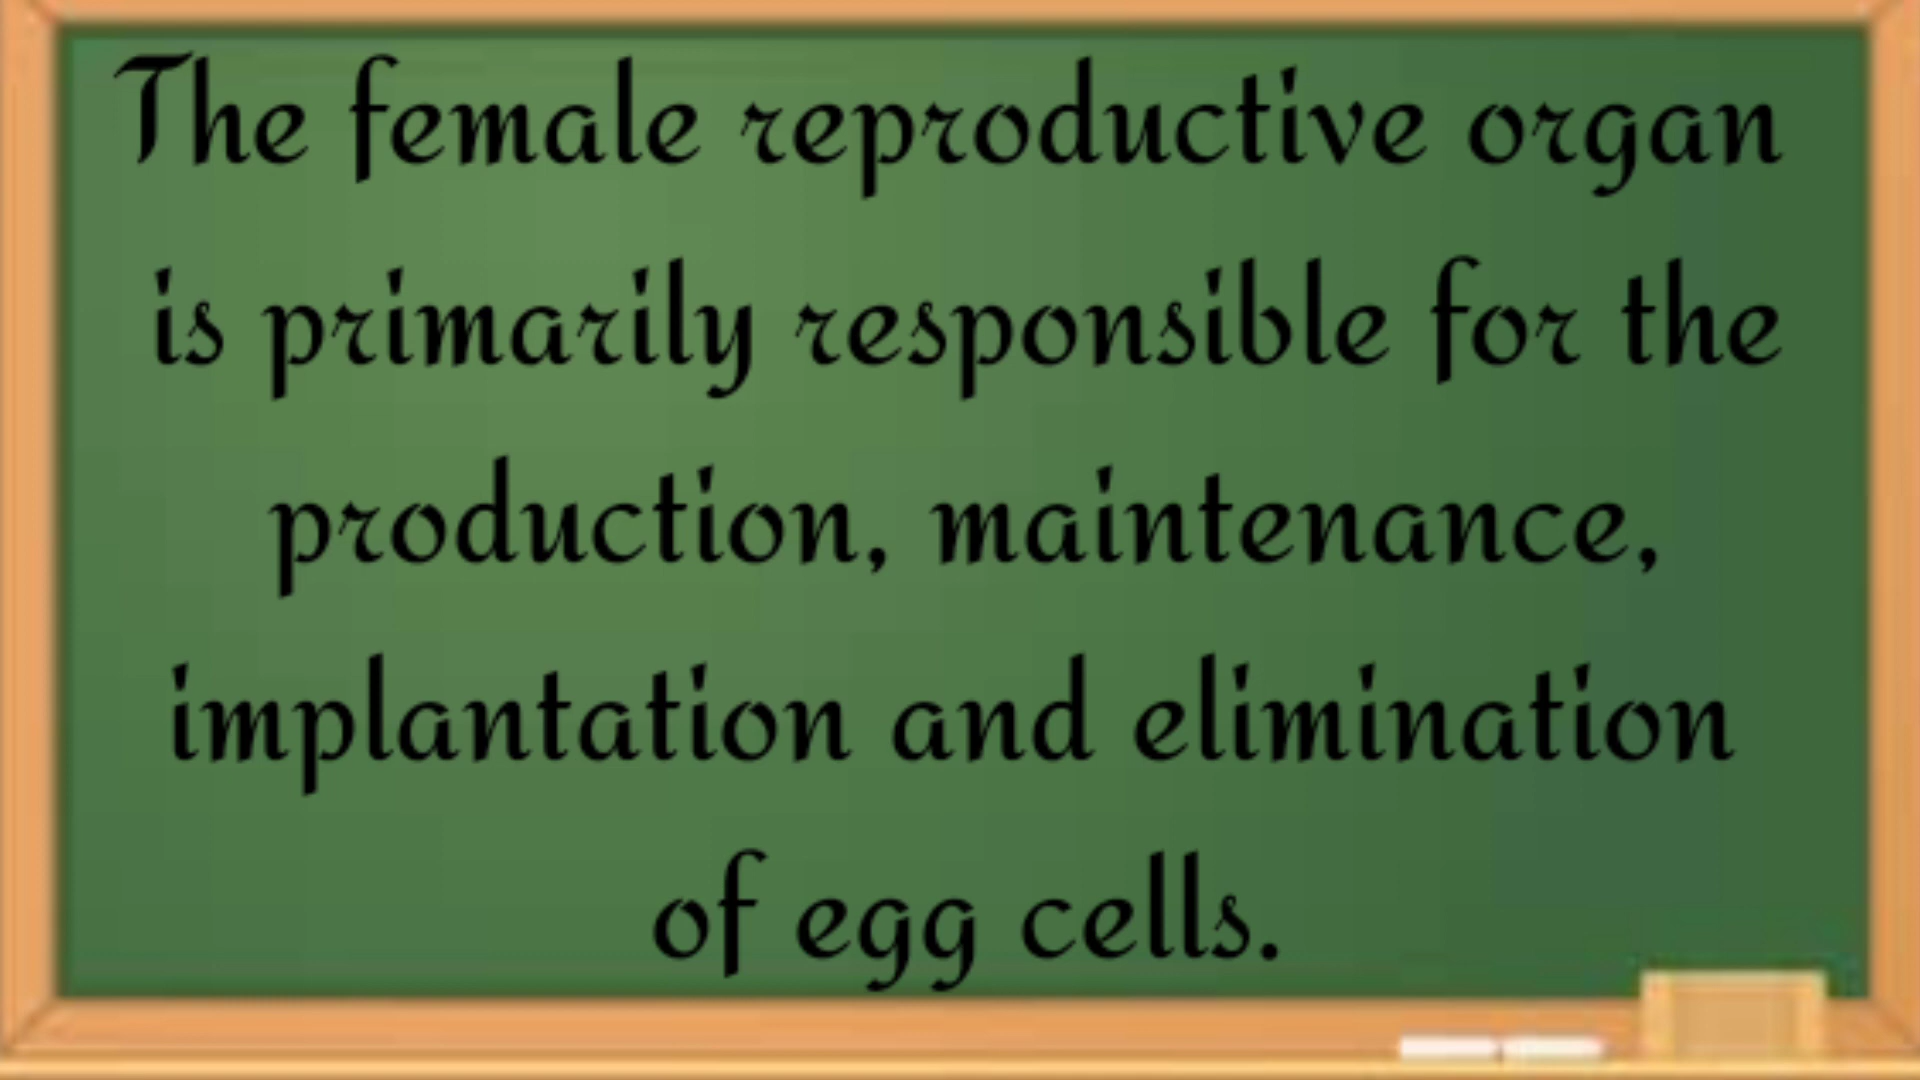 The female reproductive organ
is primarily responsible for the
production, maintenance,
implantation and elimination
of egg cells.